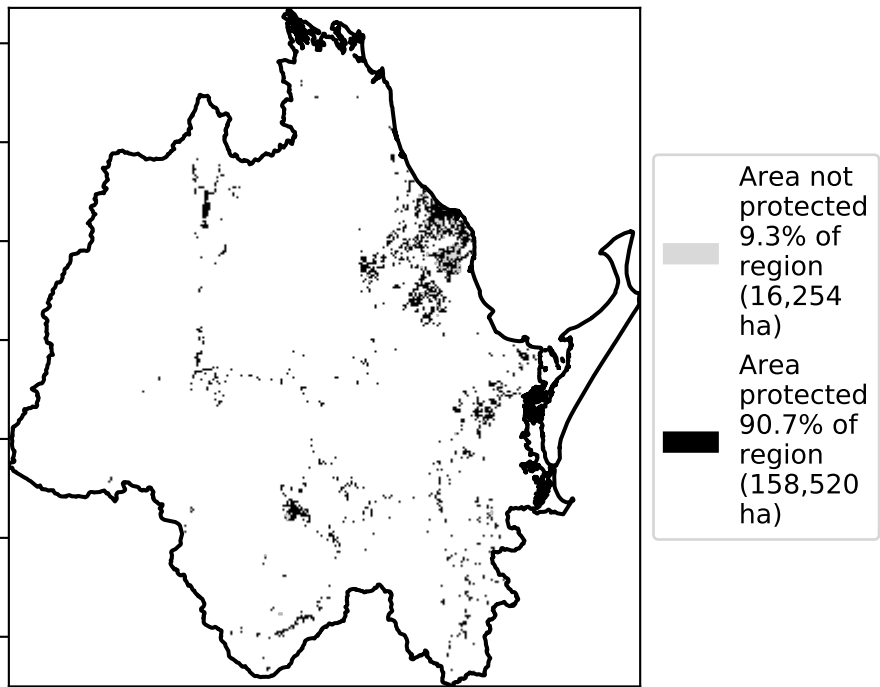 Area not
protected
9.3% of
region
(16,254
ha)
Area
protected
90.7% of
region
(158,520
ha)